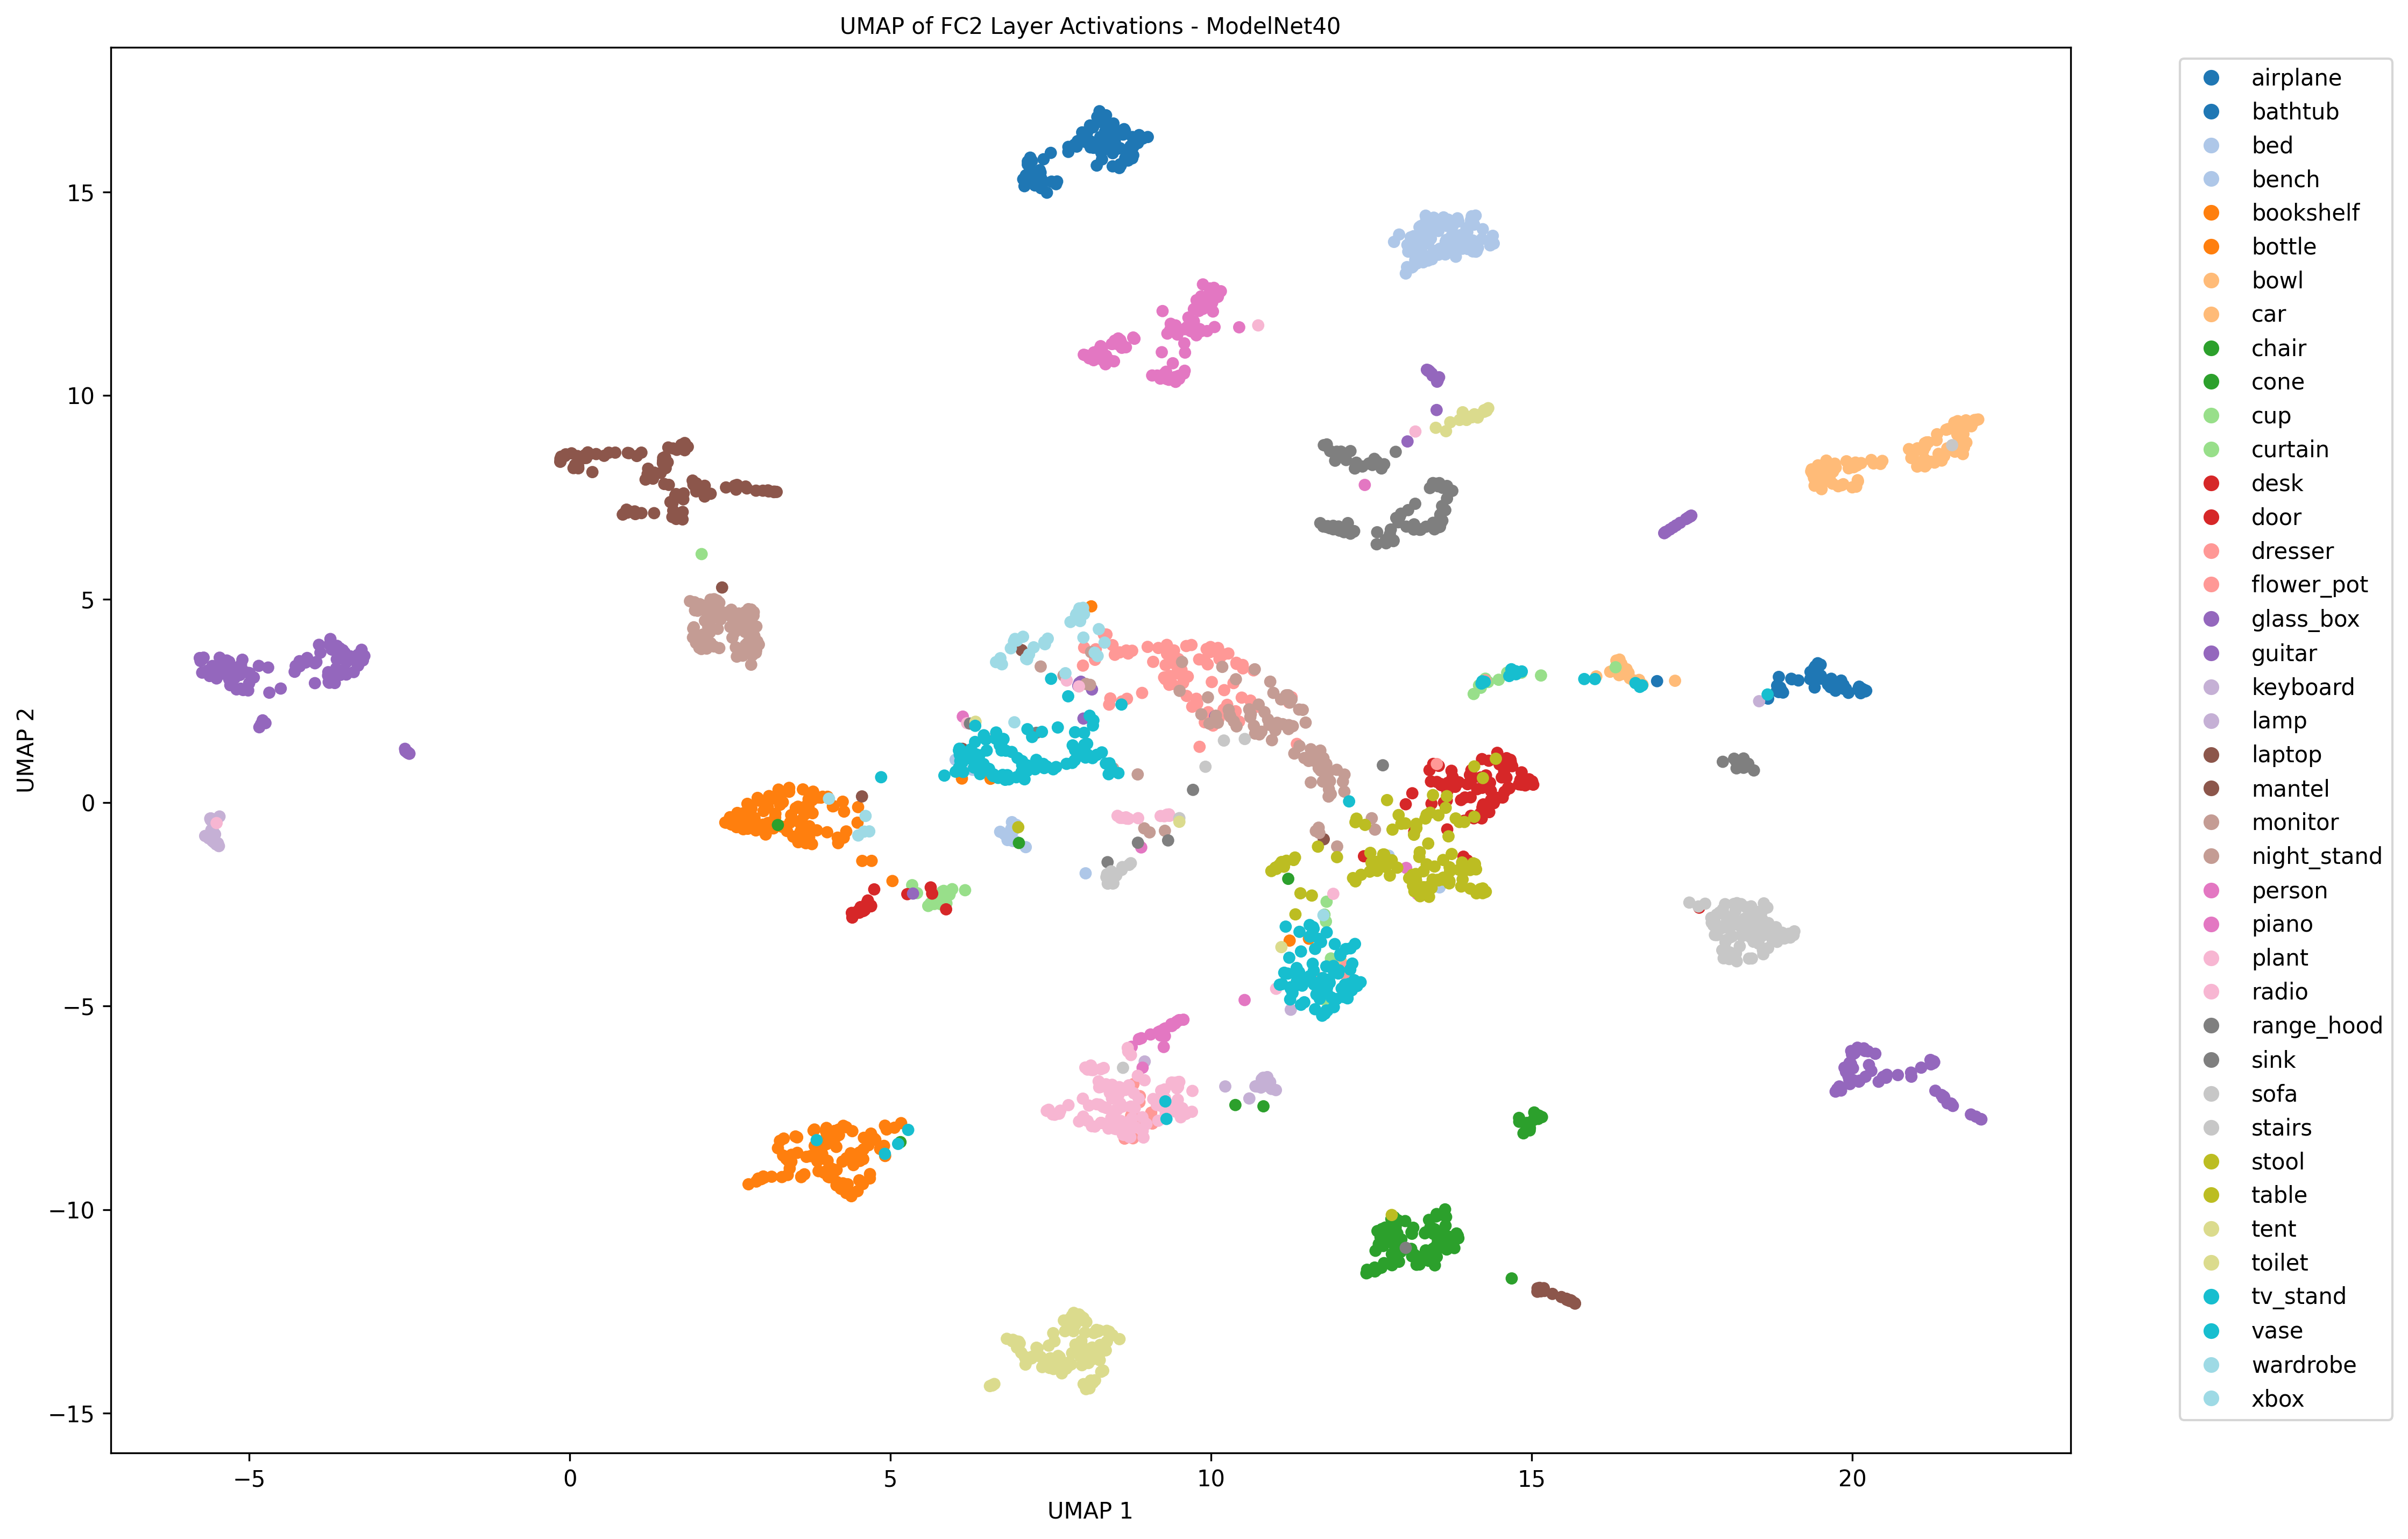 UMAP of FC2 Layer Activations - ModelNet40
UMAP 2
15
10
5
0
−5
−10
−15
−5
0
5
10
15
20
UMAP 1
airplane
bathtub
bed
bench
bookshelf
bottle
bowl
car
chair
cone
cup
curtain
desk
door
dresser
flower_pot
glass_box
guitar
keyboard
lamp
laptop
mantel
monitor
night_stand
person
piano
plant
radio
range_hood
sink
sofa
stairs
stool
table
tent
toilet
tv_stand
vase
wardrobe
xbox